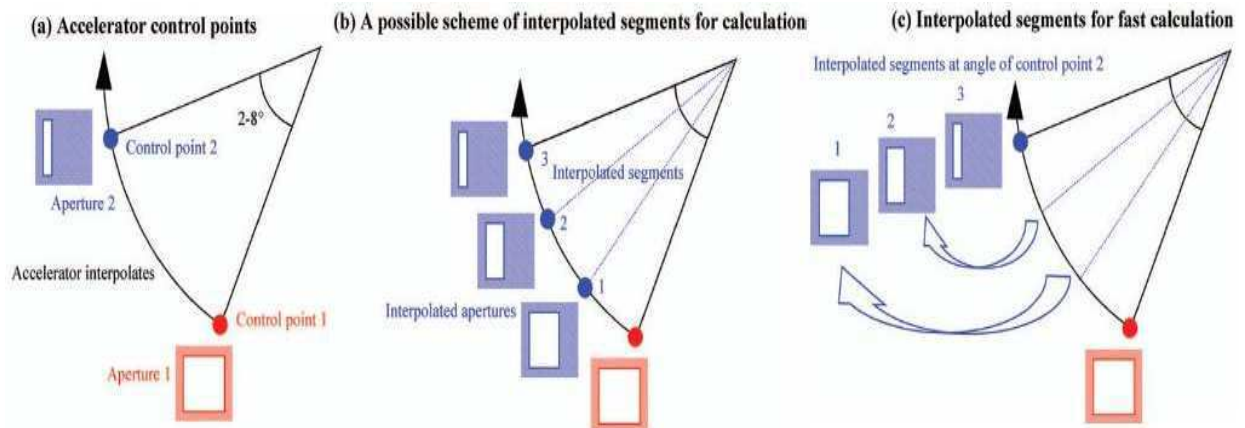 (a) Accelerator control points
2-8°
Control point 2
Aperture 2
Accelerator interpolates
Control point 1
Aperture 1
(b) A possible scheme of interpolated segments for calculation
3
Interpolated segments
2
1
Interpolated apertures
(c) Interpolated segments for fast calculation
Interpolated segments at angle of control point 2
3
2
1